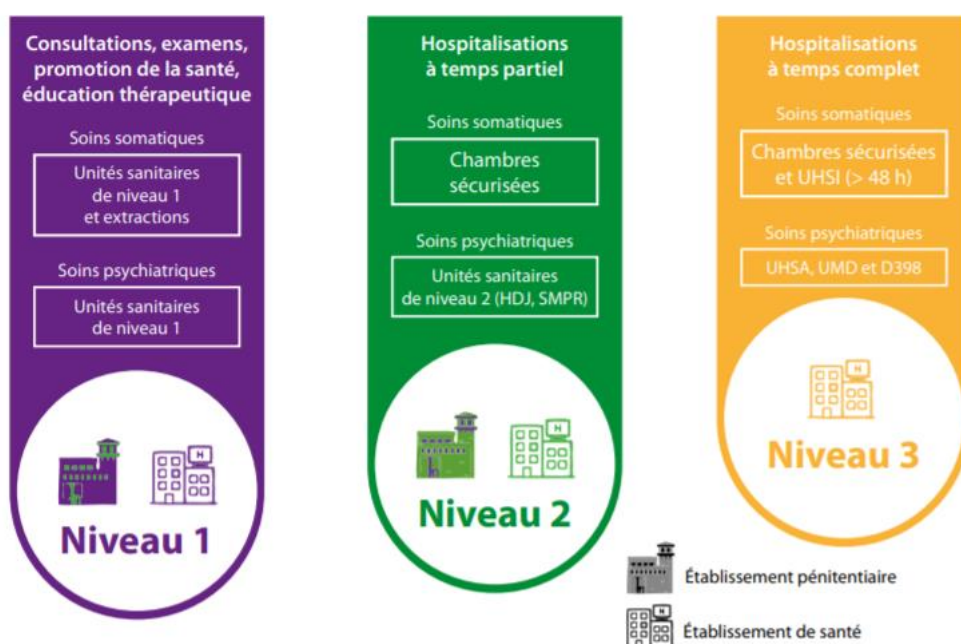 Consultations, examens,
promotion de la santé,
éducation thérapeutique
Soins somatiques
Unités sanitaires
de niveau 1
et extractions
Soins psychiatriques
Unités sanitaires
de niveau 1
H
Niveau 1
Hospitalisations
à temps partiel
Soins somatiques
Chambres
sécurisées
Soins psychiatriques
Unités sanitaires
de niveau 2 (HDJ, SMPR)
H
Niveau 2
Hospitalisations
à temps complet
Soins somatiques
Chambres sécurisées
et UHSI (> 48 h)
Soins psychiatriques
UHSA, UMD et D398
H
Niveau 3
Établissement pénitentiaire
H
Établissement de santé